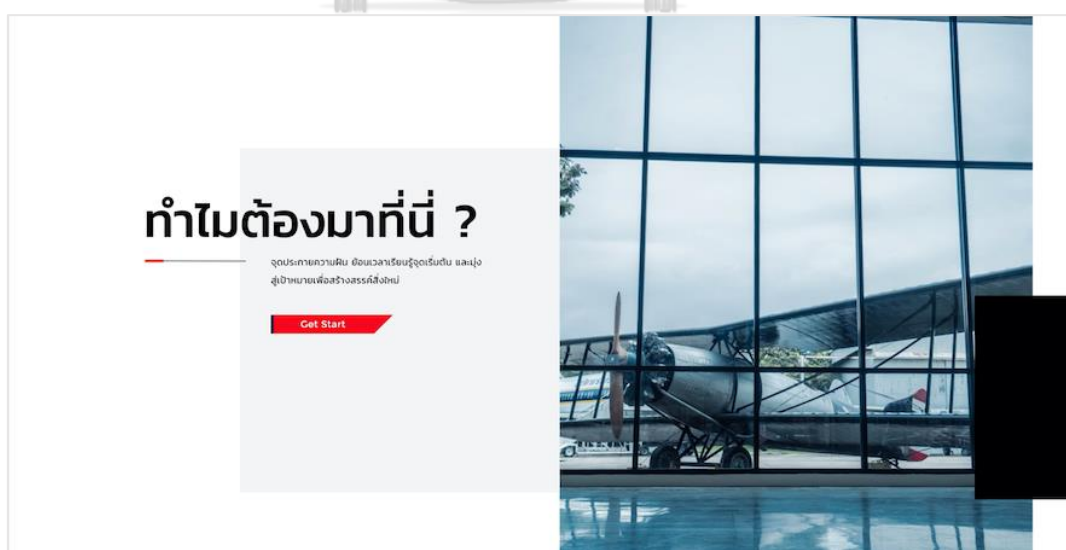 ทำไมต้องมาที่นี่ ?
จุดประกายความฝัน ย้อนเวลาเรียนรู้จุดเริ่มต้น และมุ่ง
สู่เป้าหมายเพื่อสร้างสรรค์สิ่งใหม่
Get Start